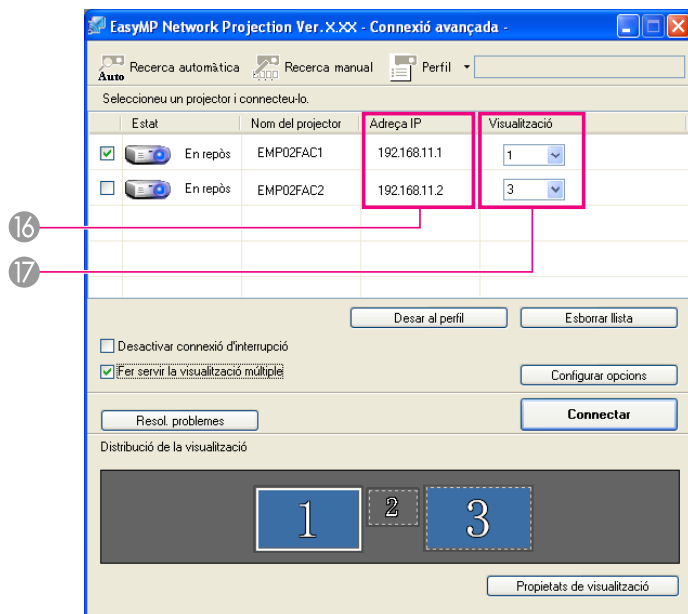 EasyMP Network Projection Ver.X.XX - Connexió avançada -
Auto Recerca automàtica Recerca manual Perfil
Seleccioneu un projector i connecteu-lo.
Estat Nom del projector Adreça IP Visualització
En repòs EMP02FAC1 192.168.11.1 1
En repòs EMP02FAC2 192.168.11.2 3
16
17
Desar al perfil Esborrar llista
Desactivar connexió d'interrupció
Fer servir la visualització múltiple
Configurar opcions
Resol. problemes Connectar
Distribució de la visualització
1 2 3
Propietats de visualització